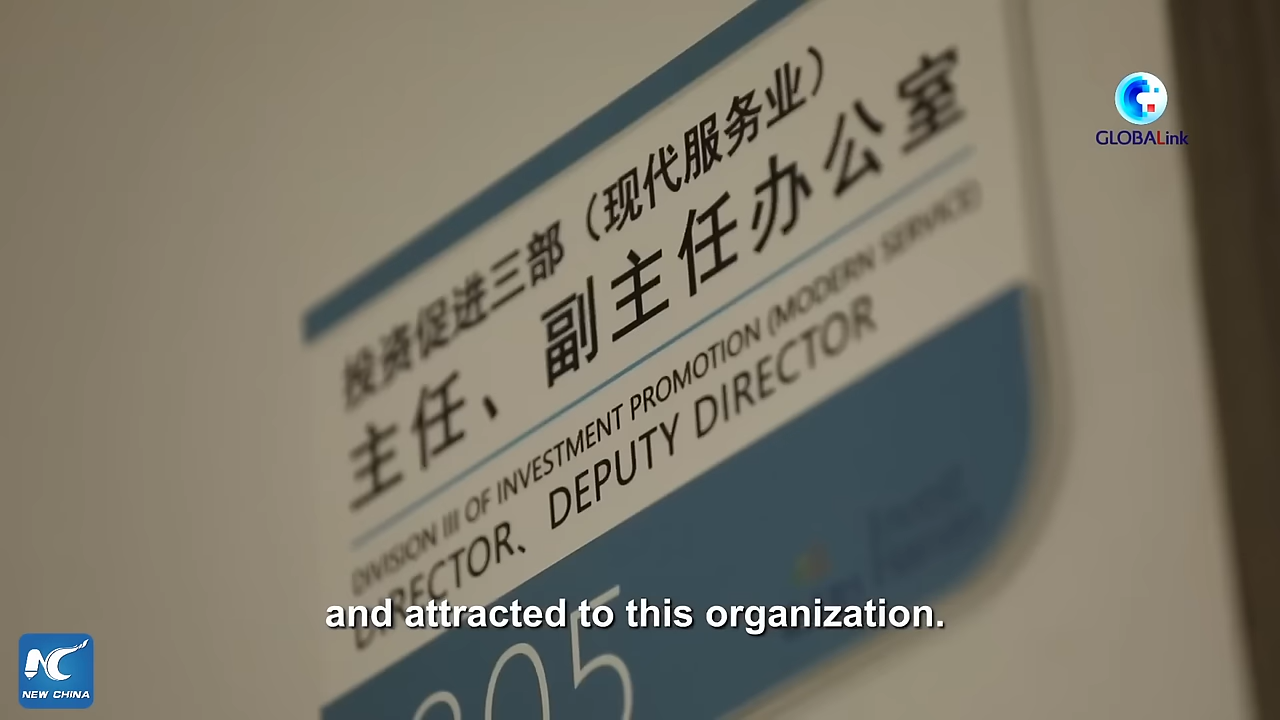 投资促进三部（现代服务业）
主任、副主任办公室
DIVISION III OF INVESTMENT PROMOTION (MODERN SERVICE)
DIRECTOR、DEPUTY DIRECTOR
GLOBALink
and attracted to this organization.
NEW CHINA